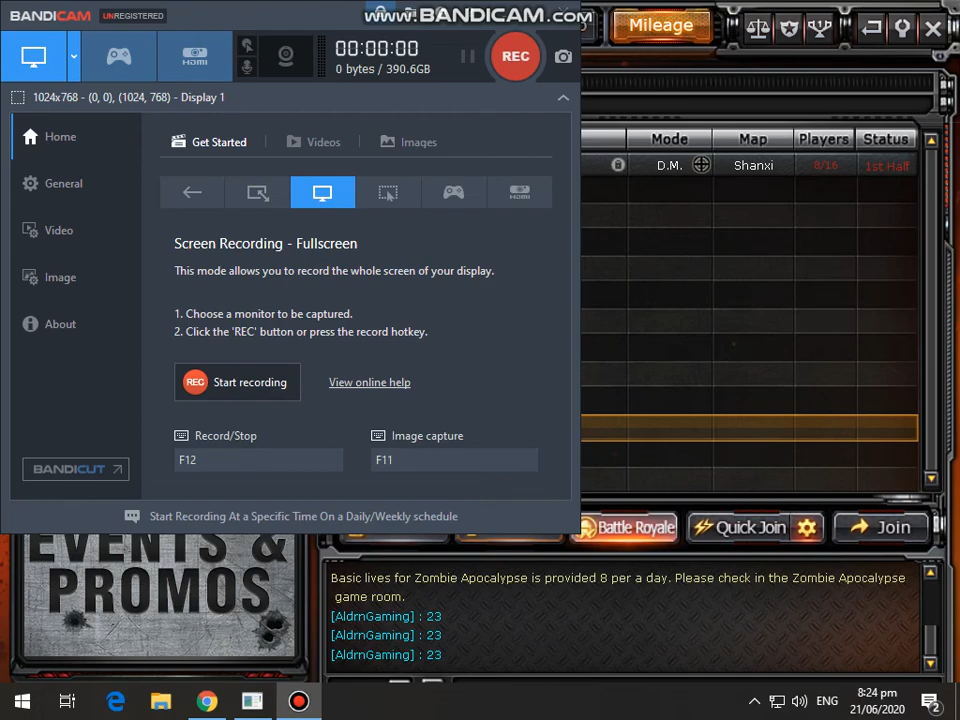 BANDICAM UNREGISTERED
www.BANDICAM.com
Mileage
HDMI
00:00:00
0 bytes / 390.6GB
REC
1024x768 - (0, 0), (1024, 768) - Display 1
Home
General
Video
Image
About
BANDICUT
Get Started
Videos
Images
HDMI
Screen Recording - Fullscreen
This mode allows you to record the whole screen of your display.
1. Choose a monitor to be captured.
2. Click the 'REC' button or press the record hotkey.
REC Start recording
View online help
Record/Stop
Image capture
F12
F11
Start Recording At a Specific Time On a Daily/Weekly schedule
Mode Map Players Status
D.M. Shanxi 8/16 1st Half
Battle Royale
Quick Join
Join
EVENTS &
PROMOS
Basic lives for Zombie Apocalypse is provided 8 per a day. Please check in the Zombie Apocalypse
game room.
[AldrnGaming] : 23
[AldrnGaming] : 23
[AldrnGaming] : 23
ENG
8:24 pm
21/06/2020
2